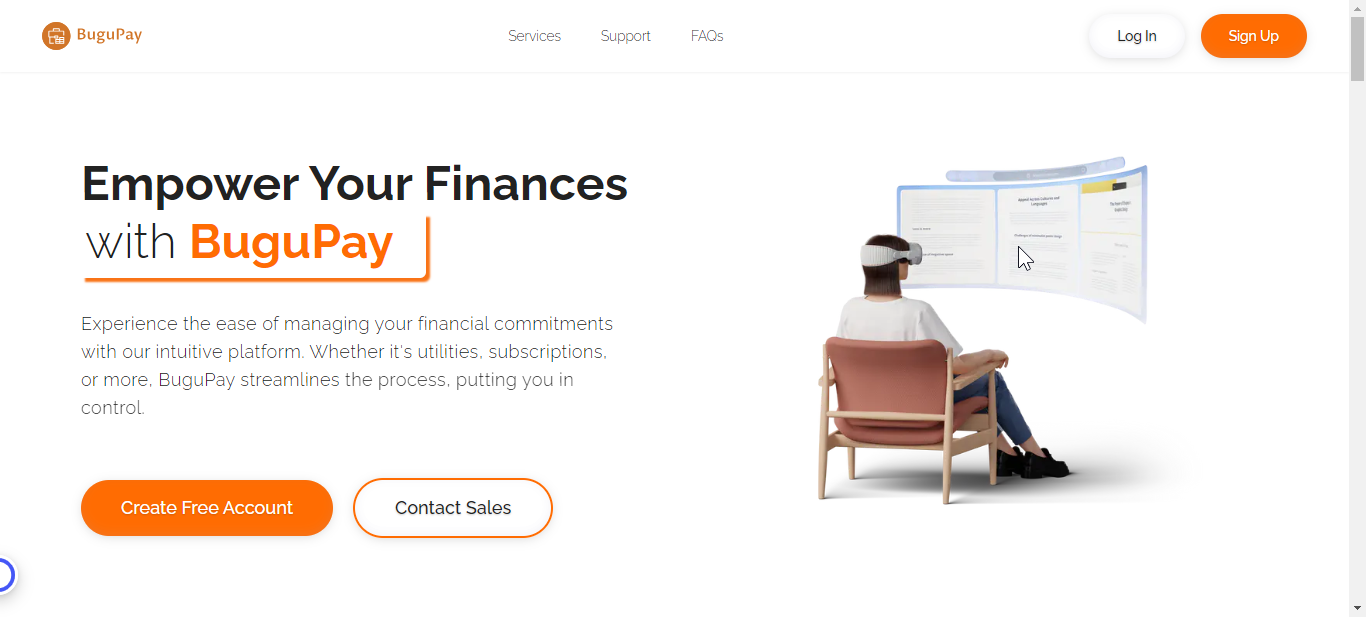 BuguPay
Services
Support
FAQs
Log In
Sign Up
Empower Your Finances
with BuguPay
Experience the ease of managing your financial commitments
with our intuitive platform. Whether it's utilities, subscriptions,
or more, BuguPay streamlines the process, putting you in
control.
Create Free Account
Contact Sales